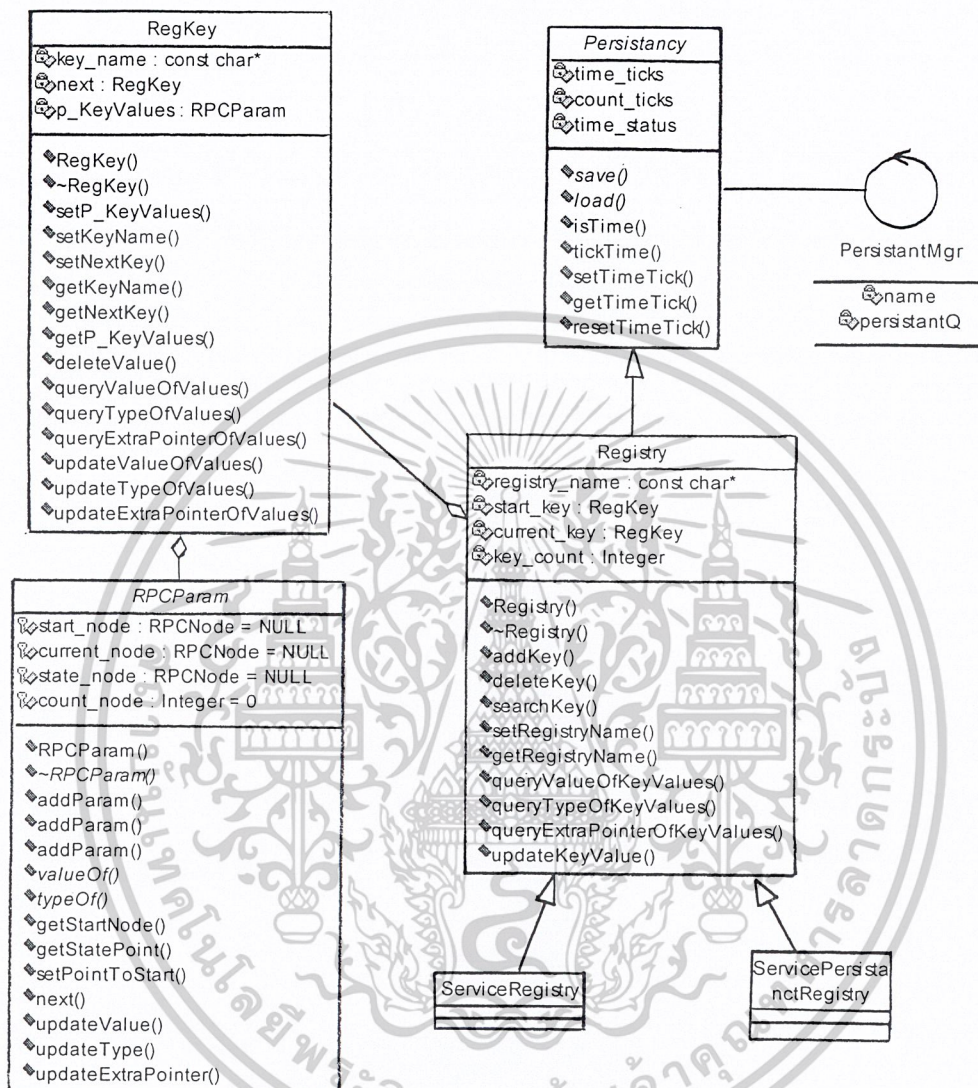 RegKey
key_name : const char*
next : RegKey
p_KeyValues : RPCParam
RegKey()
~RegKey()
setP_KeyValues()
setKeyName()
setNextKey()
getKeyName()
getNextKey()
getP_KeyValues()
deleteValue()
queryValueOfValues()
queryTypeOfValues()
queryExtraPointerOfValues()
updateValueOfValues()
updateTypeOfValues()
updateExtraPointerOfValues()
Persistancy
time_ticks
count_ticks
time_status
save()
load()
isTime()
tickTime()
setTimeTick()
getTimeTick()
resetTimeTick()
PersistantMgr
name
persistantQ
Registry
registry_name : const char*
start_key : RegKey
current_key : RegKey
key_count : Integer
Registry()
~Registry()
addKey()
deleteKey()
searchKey()
setRegistryName()
getRegistryName()
queryValueOfKeyValues()
queryTypeOfKeyValues()
queryExtraPointerOfKeyValues()
updateKeyValue()
RPCParam
start_node : RPCNode = NULL
current_node : RPCNode = NULL
state_node : RPCNode = NULL
count_node : Integer = 0
RPCParam()
~RPCParam()
addParam()
addParam()
addParam()
valueOf()
typeOf()
getStartNode()
getStatePoint()
setPointToStart()
next()
updateValue()
updateType()
updateExtraPointer()
ServiceRegistry
ServicePersista
nctRegistry